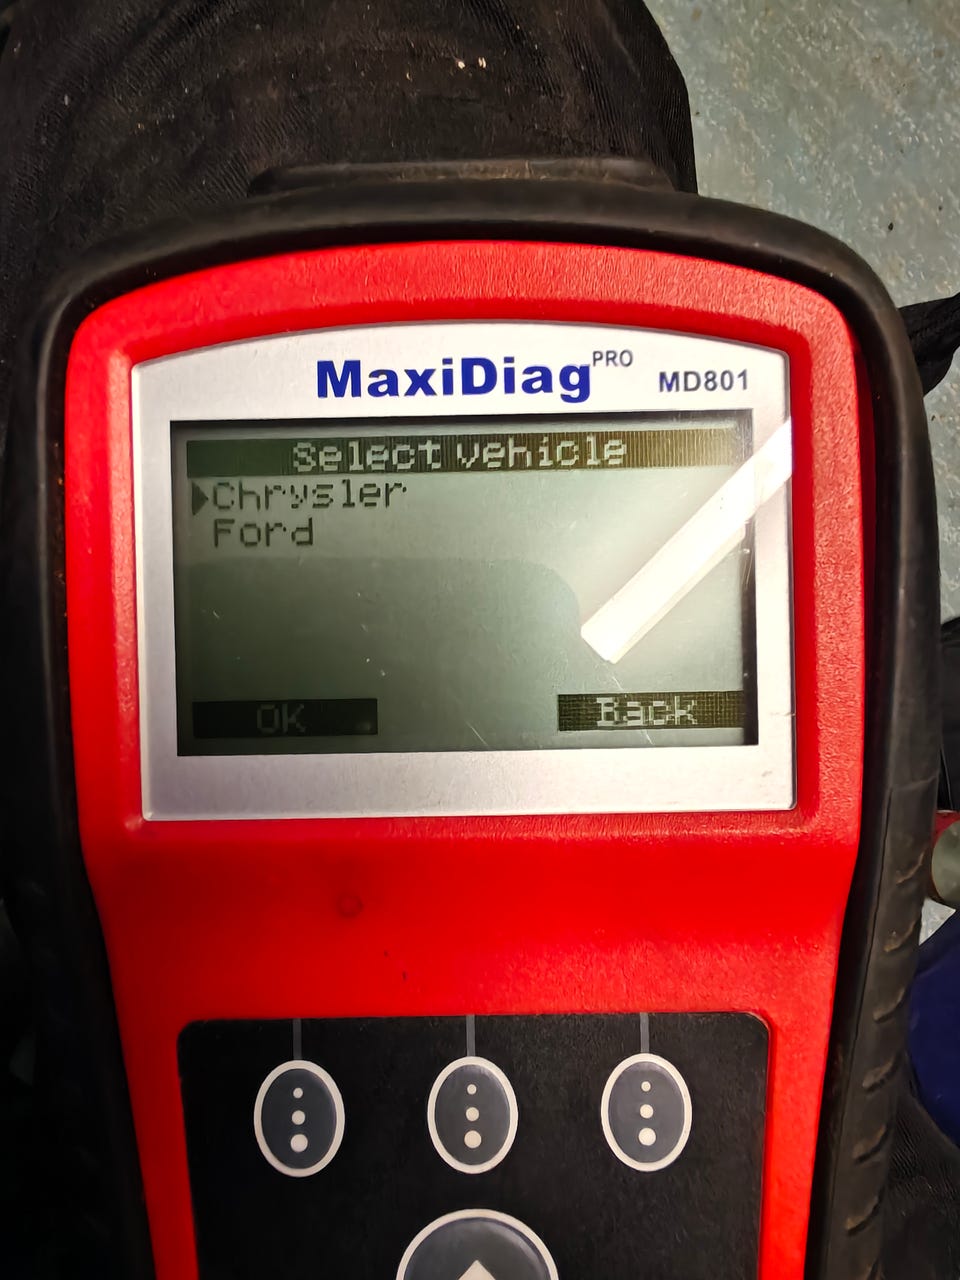 MaxiDiag PRO MD801
Select vehicle
Chrysler
Ford
OK Back